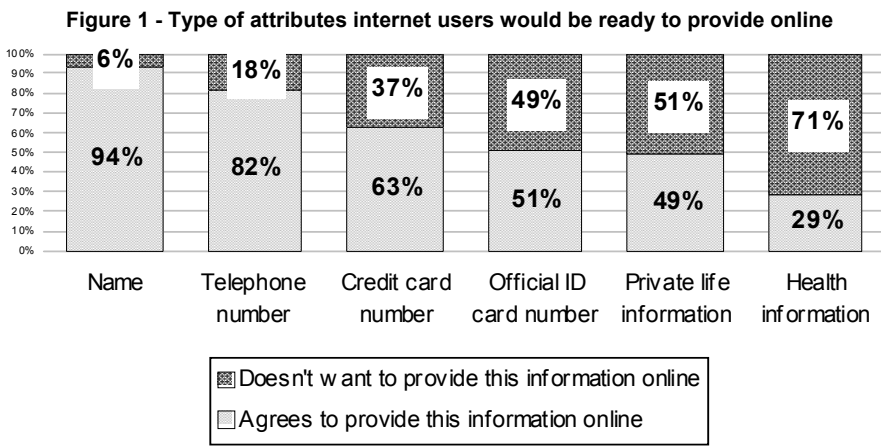 Figure 1 - Type of attributes internet users would be ready to provide online
100%
90%
80%
70%
60%
50%
40%
30%
20%
10%
0%
6%
18%
37%
49%
51%
71%
94%
82%
63%
51%
49%
29%
Name
Telephone number
Credit card number
Official ID card number
Private life information
Health information
Doesn't want to provide this information online
Agrees to provide this information online